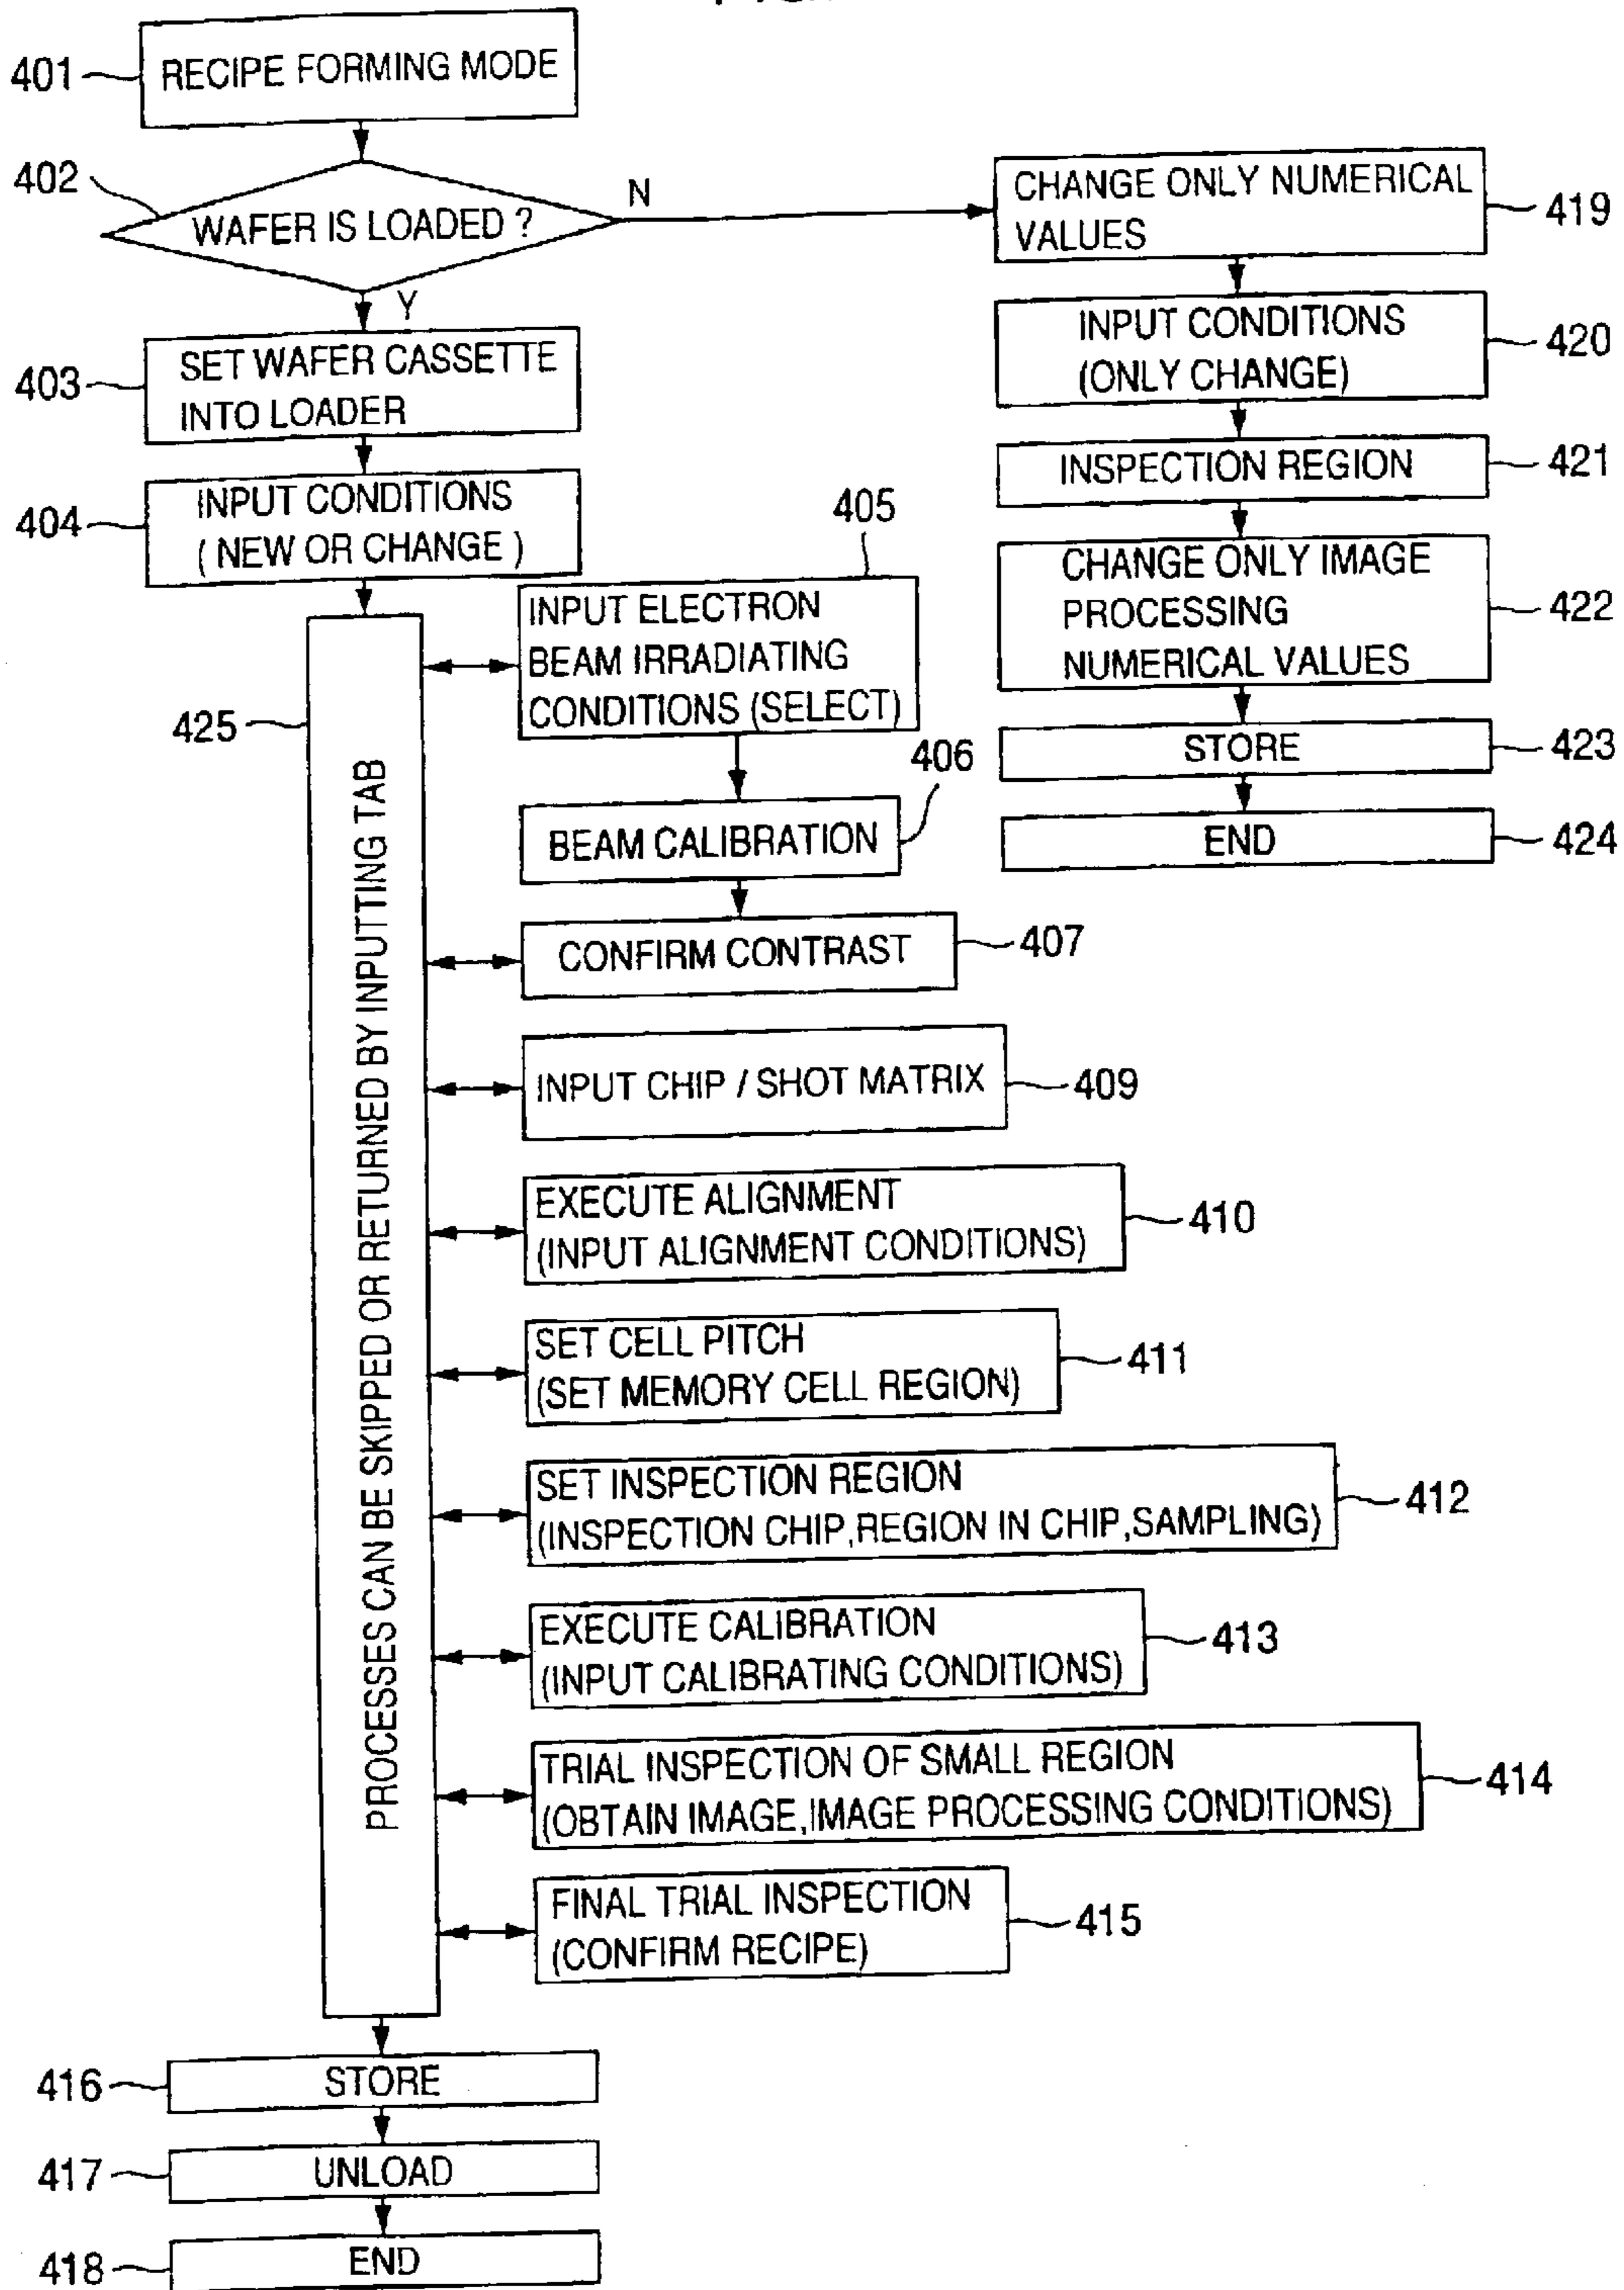 401
RECIPE FORMING MODE
402
WAFER IS LOADED ?
N
Y
403
SET WAFER CASSETTE
INTO LOADER
404
INPUT CONDITIONS
( NEW OR CHANGE )
425
PROCESSES CAN BE SKIPPED OR RETURNED BY INPUTTING TAB
405
INPUT ELECTRON
BEAM IRRADIATING
CONDITIONS (SELECT)
406
BEAM CALIBRATION
CONFIRM CONTRAST
407
INPUT CHIP / SHOT MATRIX
409
EXECUTE ALIGNMENT
(INPUT ALIGNMENT CONDITIONS)
410
SET CELL PITCH
(SET MEMORY CELL REGION)
411
SET INSPECTION REGION
(INSPECTION CHIP,REGION IN CHIP,SAMPLING)
412
EXECUTE CALIBRATION
(INPUT CALIBRATING CONDITIONS)
413
TRIAL INSPECTION OF SMALL REGION
(OBTAIN IMAGE,IMAGE PROCESSING CONDITIONS)
414
FINAL TRIAL INSPECTION
(CONFIRM RECIPE)
415
416
STORE
417
UNLOAD
418
END
CHANGE ONLY NUMERICAL
VALUES
419
INPUT CONDITIONS
(ONLY CHANGE)
420
INSPECTION REGION
421
CHANGE ONLY IMAGE
PROCESSING
NUMERICAL VALUES
422
STORE
423
END
424